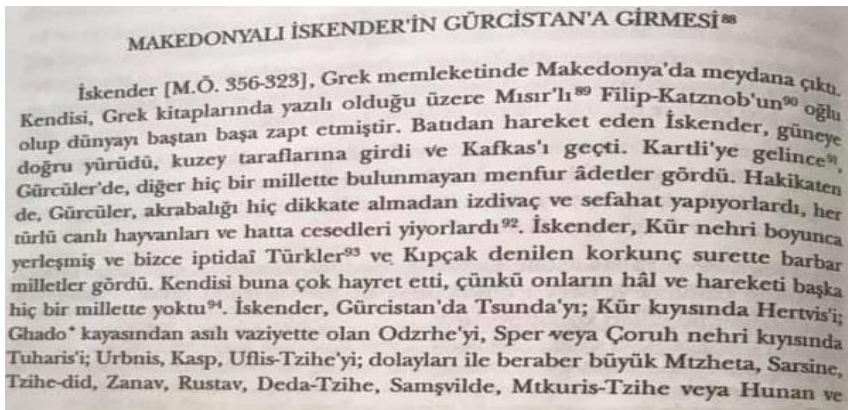 MAKEDONYALI İSKENDER'İN GÜRCİSTAN'A GİRMESİ⁸⁸
İskender [M.Ö. 356-323], Grek memleketinde Makedonya'da meydana çıktı.
Kendisi, Grek kitaplarında yazılı olduğu üzere Mısır'lı⁸⁹ Filip-Katznob'un⁹⁰ oğlu
olup dünyayı baştan başa zapt etmiştir. Batıdan hareket eden İskender, güneye
doğru yürüdü, kuzey taraflarına girdi ve Kafkas'ı geçti. Kartli'ye gelince⁹¹,
Gürcüler'de, diğer hiç bir millette bulunmayan menfur âdetler gördü. Hakikaten
de, Gürcüler, akrabalığı hiç dikkate almadan izdivaç ve sefahat yapıyorlardı, her
türlü canlı hayvanları ve hatta cesedleri yiyorlardı⁹². İskender, Kür nehri boyunca
yerleşmiş ve bizce iptidaî Türkler⁹³ ve Kıpçak denilen korkunç surette barbar
milletler gördü. Kendisi buna çok hayret etti, çünkü onların hâl ve hareketi başka
hiç bir millette yoktu⁹⁴. İskender, Gürcistan'da Tsunda'yı; Kür kıyısında Hertvis'i;
Ghado* kayasından asılı vaziyette olan Odzrhe'yi, Sper veya Çoruh nehri kıyısında
Tuharis'i; Urbnis, Kasp, Uflis-Tzihe'yi; dolayları ile beraber büyük Mtzheta, Sarsine,
Tzihe-did, Zanav, Rustav, Deda-Tzihe, Samşvilde, Mtkuris-Tzihe veya Hunan ve